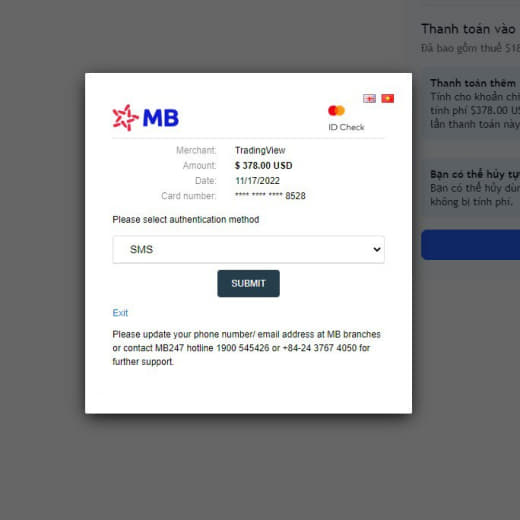 Thanh toán vào
Đã bao gồm thuế $18
MB
ID Check
Merchant: TradingView
Amount: $ 378.00 USD
Date: 11/17/2022
Card number: **** **** **** 8528
Please select authentication method
SMS
SUBMIT
Exit
Please update your phone number/ email address at MB branches
or contact MB247 hotline 1900 545426 or +84-24 3767 4050 for
further support.
Thanh toán thêm
Tính cho khoản chi
tính phí $378.00 US
lần thanh toán này
Bạn có thể hủy tự
Bạn có thể hủy dùn
không bị tính phí.